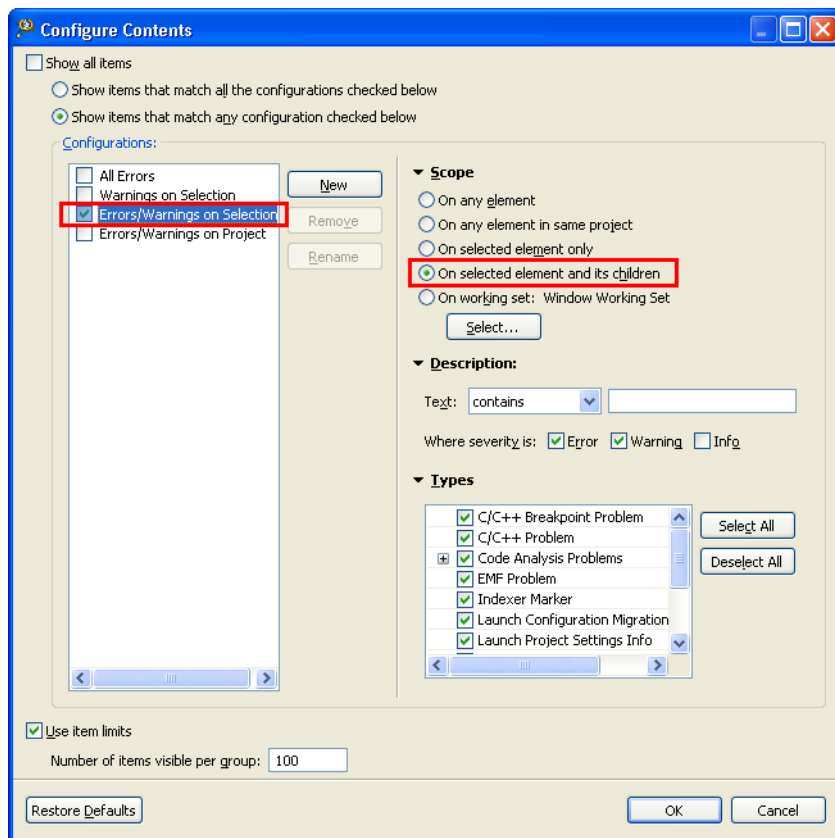 Configure Contents
Show all items
Show items that match all the configurations checked below
Show items that match any configuration checked below
Configurations:
All Errors
Warnings on Selection
Errors/Warnings on Selection
Errors/Warnings on Project
New
Remove
Rename
Scope
On any element
On any element in same project
On selected element only
On selected element and its children
On working set: Window Working Set
Select...
Description:
Text: contains
Where severity is: Error Warning Info
Types
C/C++ Breakpoint Problem
C/C++ Problem
Code Analysis Problems
EMF Problem
Indexer Marker
Launch Configuration Migration
Launch Project Settings Info
Select All
Deselect All
Use item limits
Number of items visible per group: 100
Restore Defaults
OK
Cancel